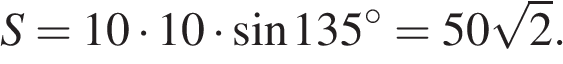 S = 10 · 10 · sin 135° = 50√2.